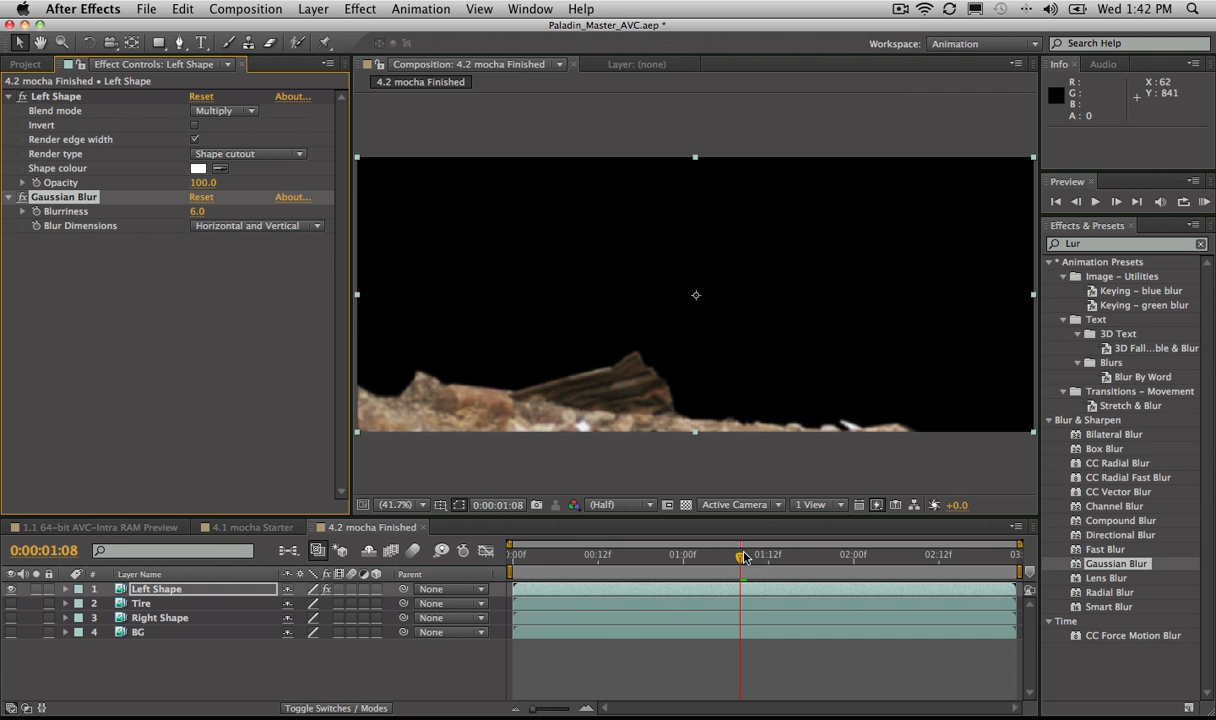 After Effects File Edit Composition Layer Effect Animation View Window Help Wed 1:42 PM
Paladin_Master_AVC.aep *
Workspace: Animation Search Help
Project Effect Controls: Left Shape Composition: 4.2 mocha Finished Layer: (none) Info Audio
4.2 mocha Finished • Left Shape
4.2 mocha Finished
Left Shape Reset About...
Blend mode Multiply
Invert
Render edge width
Render type Shape cutout
Shape colour
Opacity 100.0
Gaussian Blur Reset About...
Blurriness 6.0
Blur Dimensions Horizontal and Vertical
R :
G :
B :
A : 0
X : 62
Y : 841
Preview
Effects & Presets
Lur
* Animation Presets
Image – Utilities
Keying – blue blur
Keying – green blur
Text
3D Text
3D Fall...ble & Blur
Blurs
Blur By Word
Transitions – Movement
Stretch & Blur
Blur & Sharpen
Bilateral Blur
Box Blur
CC Radial Blur
CC Radial Fast Blur
CC Vector Blur
Channel Blur
Compound Blur
Directional Blur
Fast Blur
Gaussian Blur
Lens Blur
Radial Blur
Smart Blur
Time
CC Force Motion Blur
(41.7%) 0:00:01:08 (Half) Active Camera 1 View +0.0
1.1 64-bit AVC-Intra RAM Preview 4.1 mocha Starter 4.2 mocha Finished
0:00:01:08
:00f 00:12f 01:00f 01:12f 02:00f 02:12f 03:
# Layer Name Parent
1 Left Shape None
2 Tire None
3 Right Shape None
4 BG None
Toggle Switches / Modes